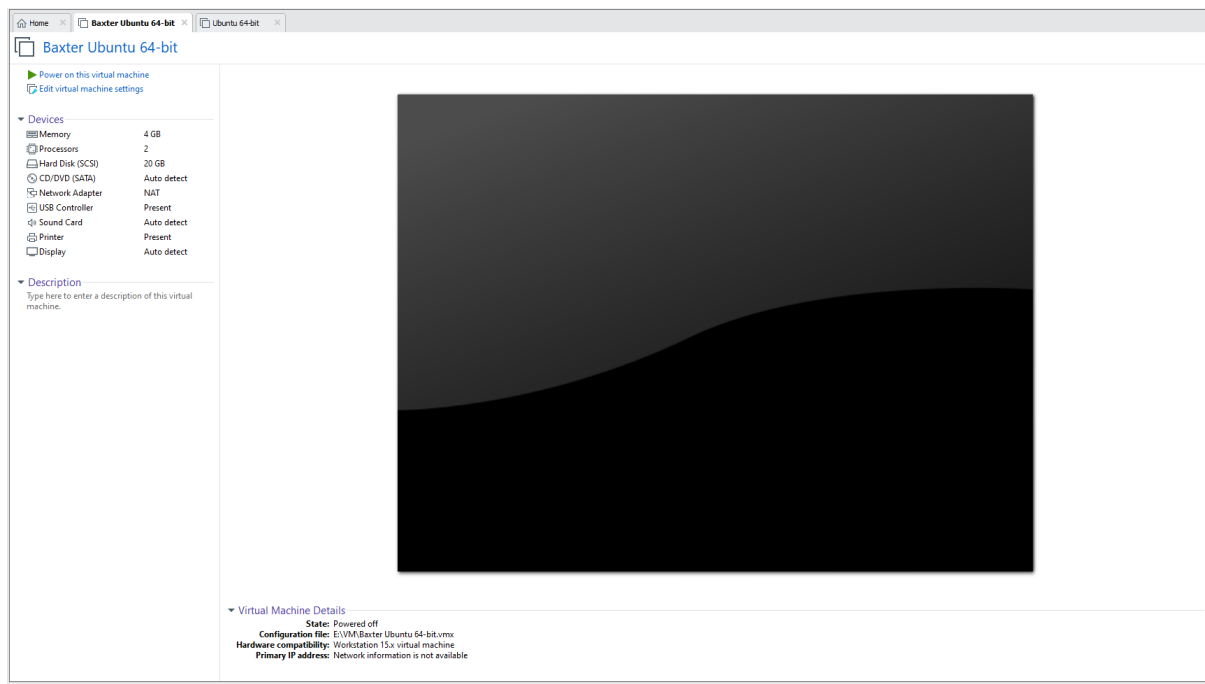 Home × Baxter Ubuntu 64-bit × Ubuntu 64-bit ×
Baxter Ubuntu 64-bit
Power on this virtual machine
Edit virtual machine settings
Devices
Memory 4 GB
Processors 2
Hard Disk (SCSI) 20 GB
CD/DVD (SATA) Auto detect
Network Adapter NAT
USB Controller Present
Sound Card Auto detect
Printer Present
Display Auto detect
Description
Type here to enter a description of this virtual
machine.
Virtual Machine Details
State: Powered off
Configuration file: E:\VM\Baxter Ubuntu 64-bit.vmx
Hardware compatibility: Workstation 15.x virtual machine
Primary IP address: Network information is not available